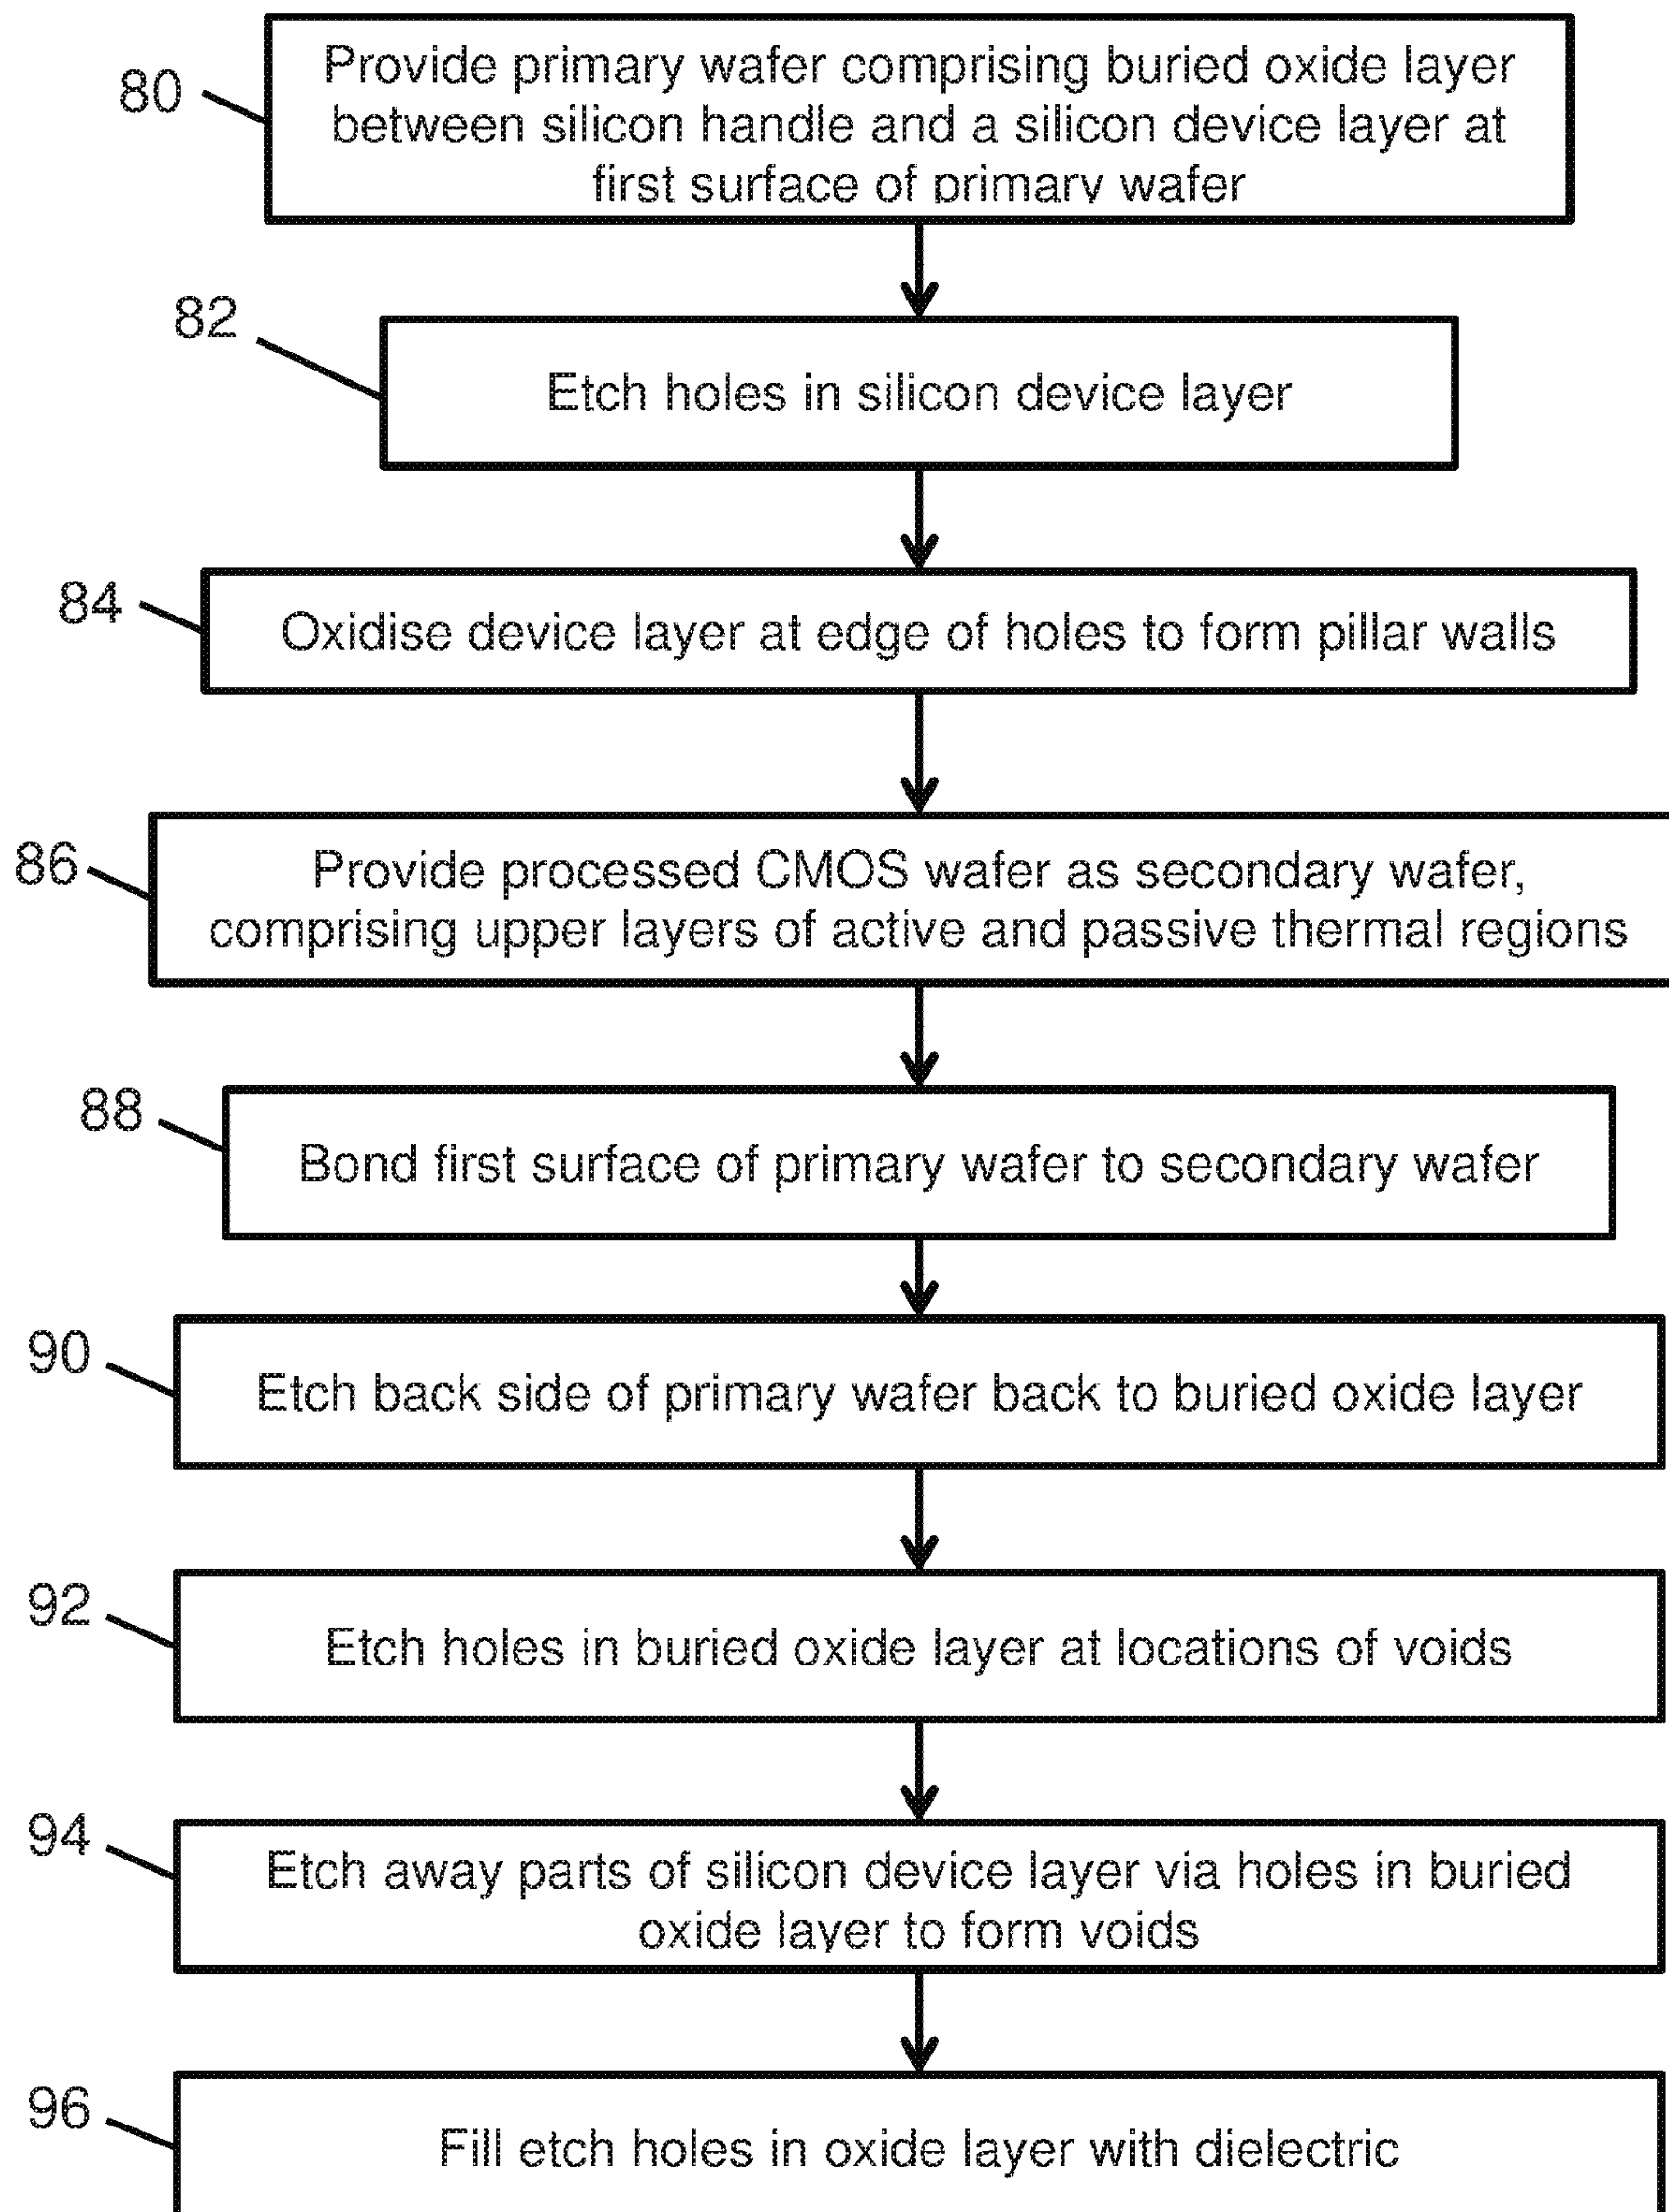 80
Provide primary wafer comprising buried oxide layer
between silicon handle and a silicon device layer at
first surface of primary wafer
82
Etch holes in silicon device layer
84
Oxidise device layer at edge of holes to form pillar walls
86
Provide processed CMOS wafer as secondary wafer,
comprising upper layers of active and passive thermal regions
88
Bond first surface of primary wafer to secondary wafer
90
Etch back side of primary wafer back to buried oxide layer
92
Etch holes in buried oxide layer at locations of voids
94
Etch away parts of silicon device layer via holes in buried
oxide layer to form voids
96
Fill etch holes in oxide layer with dielectric